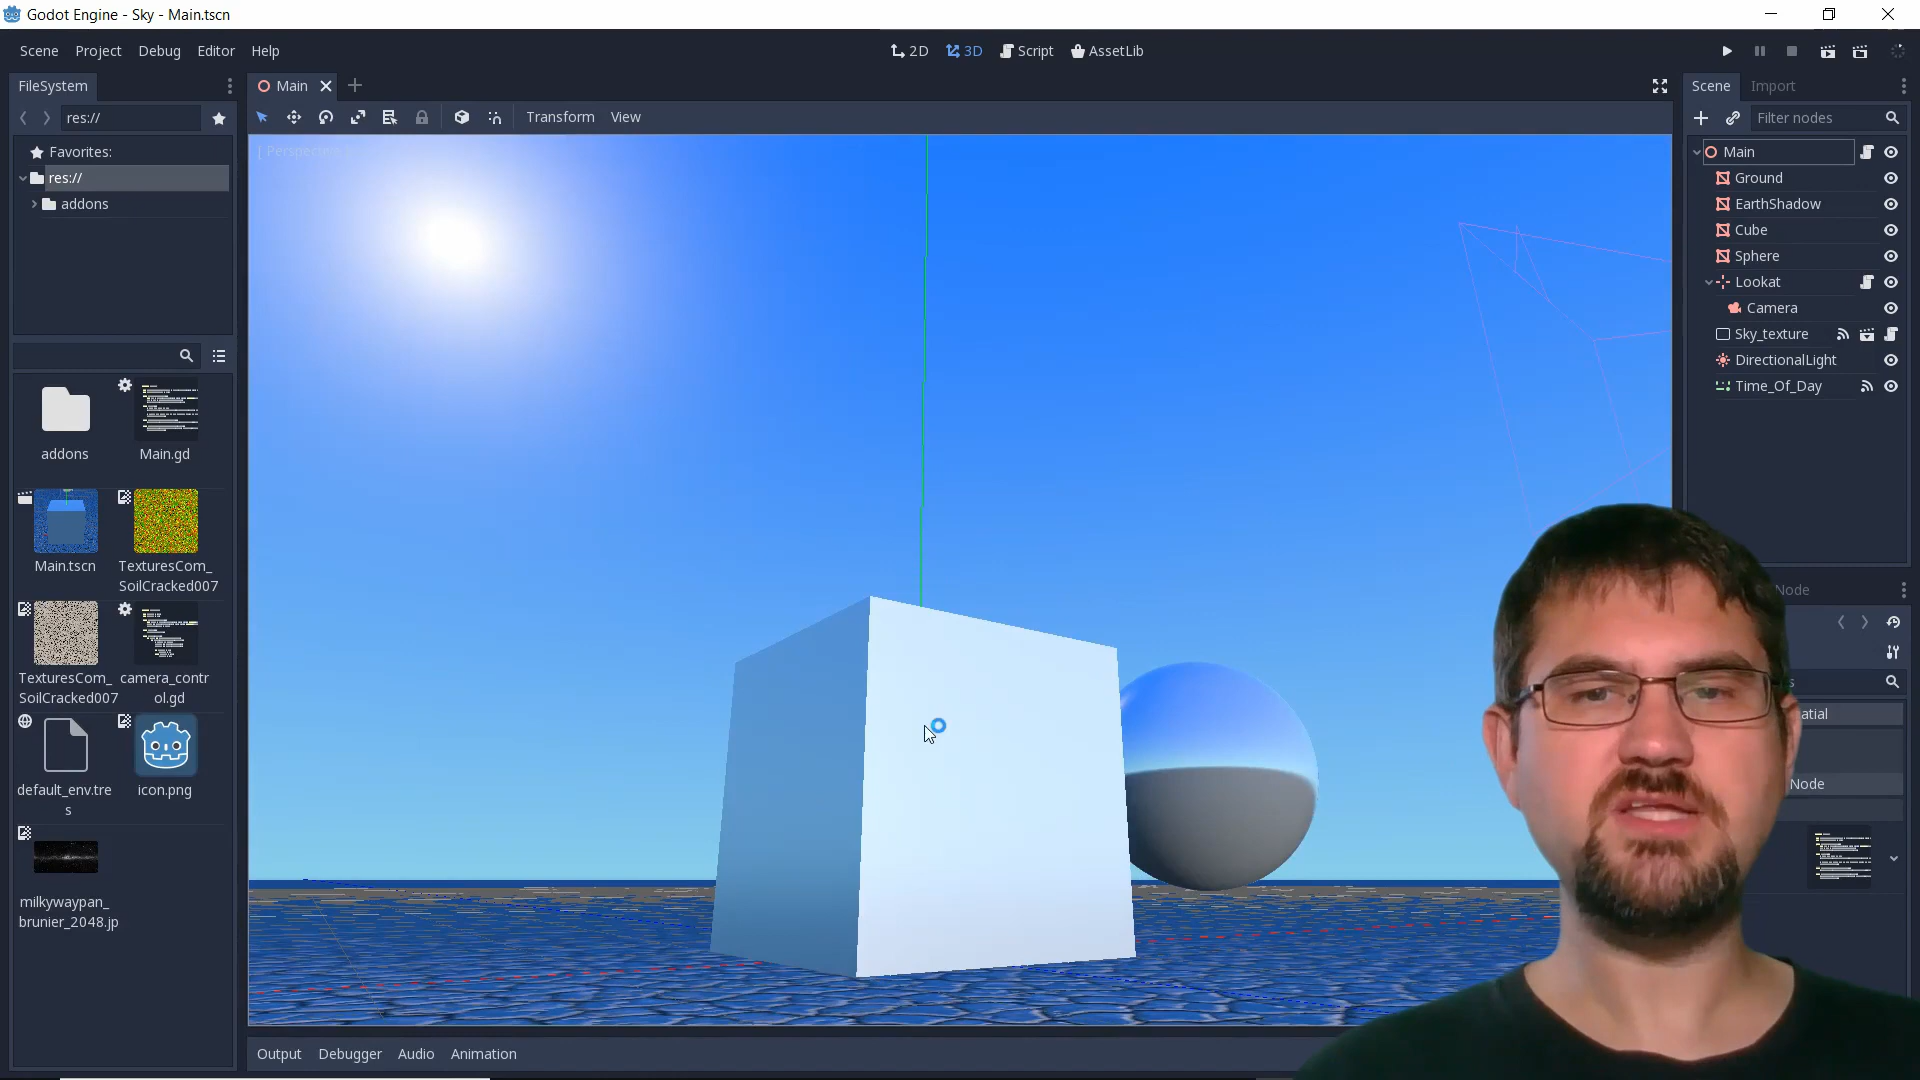 Godot Engine - Sky - Main.tscn
Scene Project Debug Editor Help
2D 3D Script AssetLib
FileSystem
Main
Scene Import
res://
Transform View
Filter nodes
[ Perspective
Favorites:
res://
addons
Main
Ground
EarthShadow
Cube
Sphere
Lookat
Camera
Sky_texture
DirectionalLight
Time_Of_Day
addons
Main.gd
Main.tscn
TexturesCom_
SoilCracked007
TexturesCom_
SoilCracked007
camera_contr
ol.gd
default_env.tre
s
icon.png
milkywaypan_
brunier_2048.jp
Node
s
atial
Node
Output Debugger Audio Animation